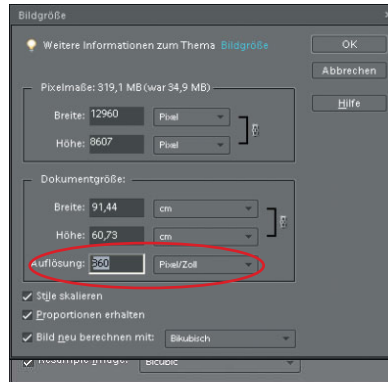 Bildgröße
Weitere Informationen zum Thema Bildgröße
OK
Abbrechen
Hilfe
Pixelmaße: 319,1 MB (war 34,9 MB)
Breite: 12960 Pixel
Höhe: 8607 Pixel
Dokumentgröße:
Breite: 91,44 cm
Höhe: 60,73 cm
Auflösung: 360 Pixel/Zoll
Stile skalieren
Proportionen erhalten
Bild neu berechnen mit: Bikubisch
Resample Image: Bicubic